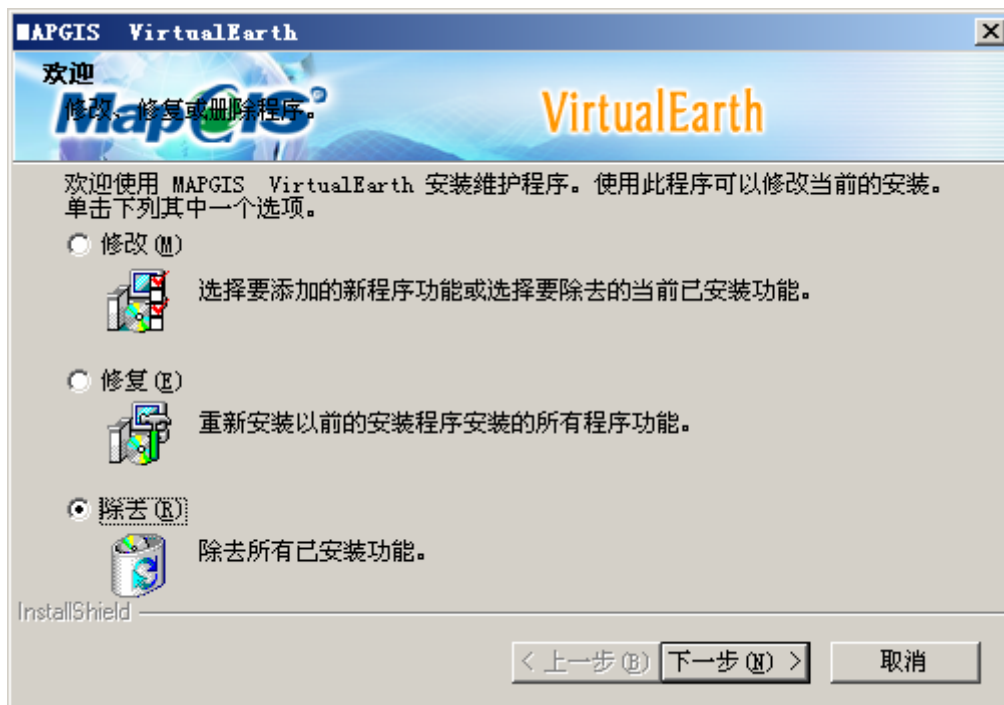 MAPGIS VirtualEarth
欢迎
修改、修复或删除程序。
MapGIS®
VirtualEarth
欢迎使用 MAPGIS VirtualEarth 安装维护程序。使用此程序可以修改当前的安装。
单击下列其中一个选项。
修改(M)
选择要添加的新程序功能或选择要除去的当前已安装功能。
修复(E)
重新安装以前的安装程序安装的所有程序功能。
除去(R)
除去所有已安装功能。
InstallShield
< 上一步(B) 下一步(N) > 取消